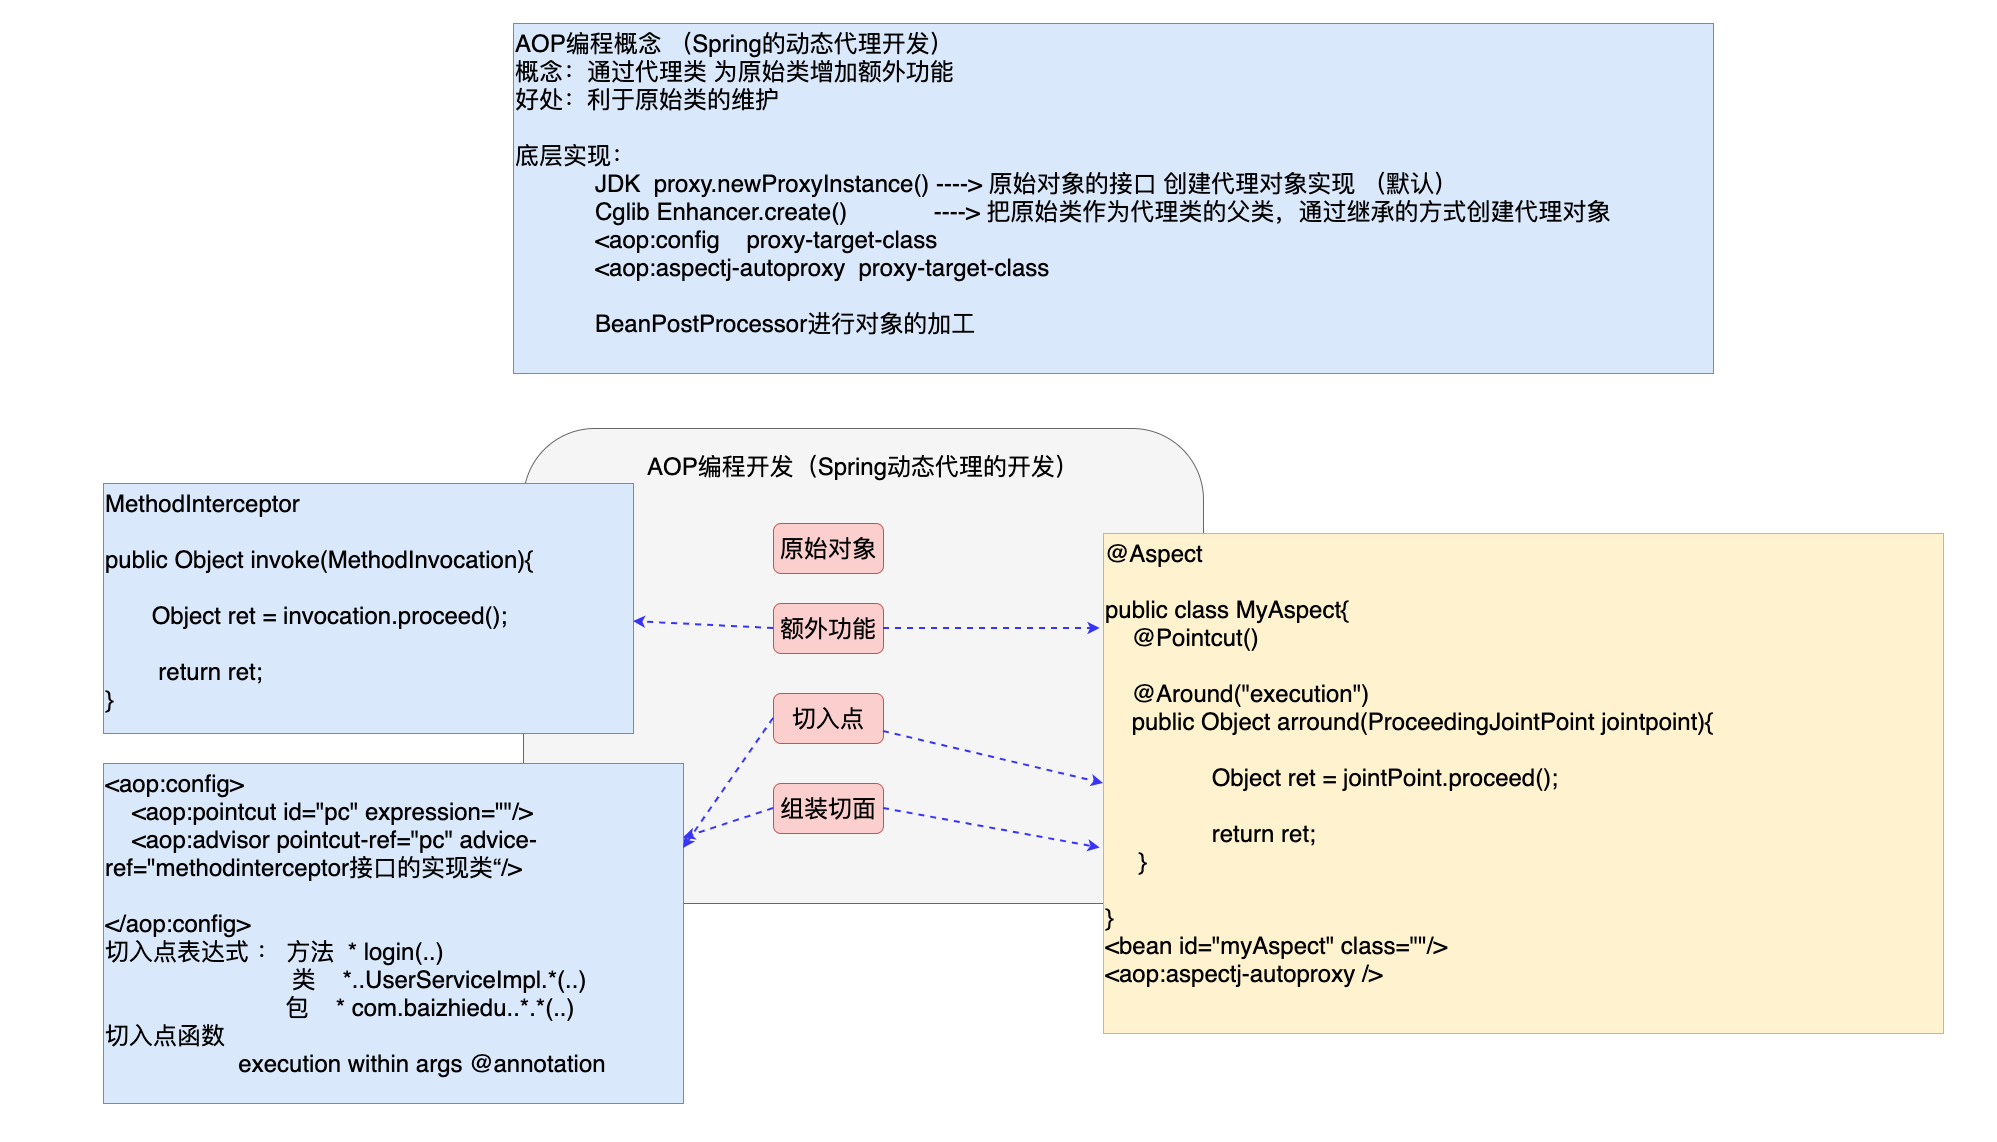 AOP编程概念 （Spring的动态代理开发）
概念：通过代理类 为原始类增加额外功能
好处：利于原始类的维护
底层实现：
JDK  proxy.newProxyInstance() ----> 原始对象的接口 创建代理对象实现 （默认）
Cglib Enhancer.create()             ----> 把原始类作为代理类的父类，通过继承的方式创建代理对象
<aop:config    proxy-target-class
<aop:aspectj-autoproxy  proxy-target-class
BeanPostProcessor进行对象的加工
AOP编程开发（Spring动态代理的开发）
原始对象
额外功能
切入点
组装切面
MethodInterceptor
public Object invoke(MethodInvocation){
Object ret = invocation.proceed();
return ret;
}
<aop:config>
<aop:pointcut id="pc" expression=""/>
<aop:advisor pointcut-ref="pc" advice-
ref="methodinterceptor接口的实现类“/>
</aop:config>
切入点表达式 ：  方法  * login(..)
类    *..UserServiceImpl.*(..)
包    * com.baizhiedu..*.*(..)
切入点函数
execution within args @annotation
@Aspect
public class MyAspect{
@Pointcut()
@Around("execution")
public Object arround(ProceedingJointPoint jointpoint){
Object ret = jointPoint.proceed();
return ret;
}
}
<bean id="myAspect" class=""/>
<aop:aspectj-autoproxy />